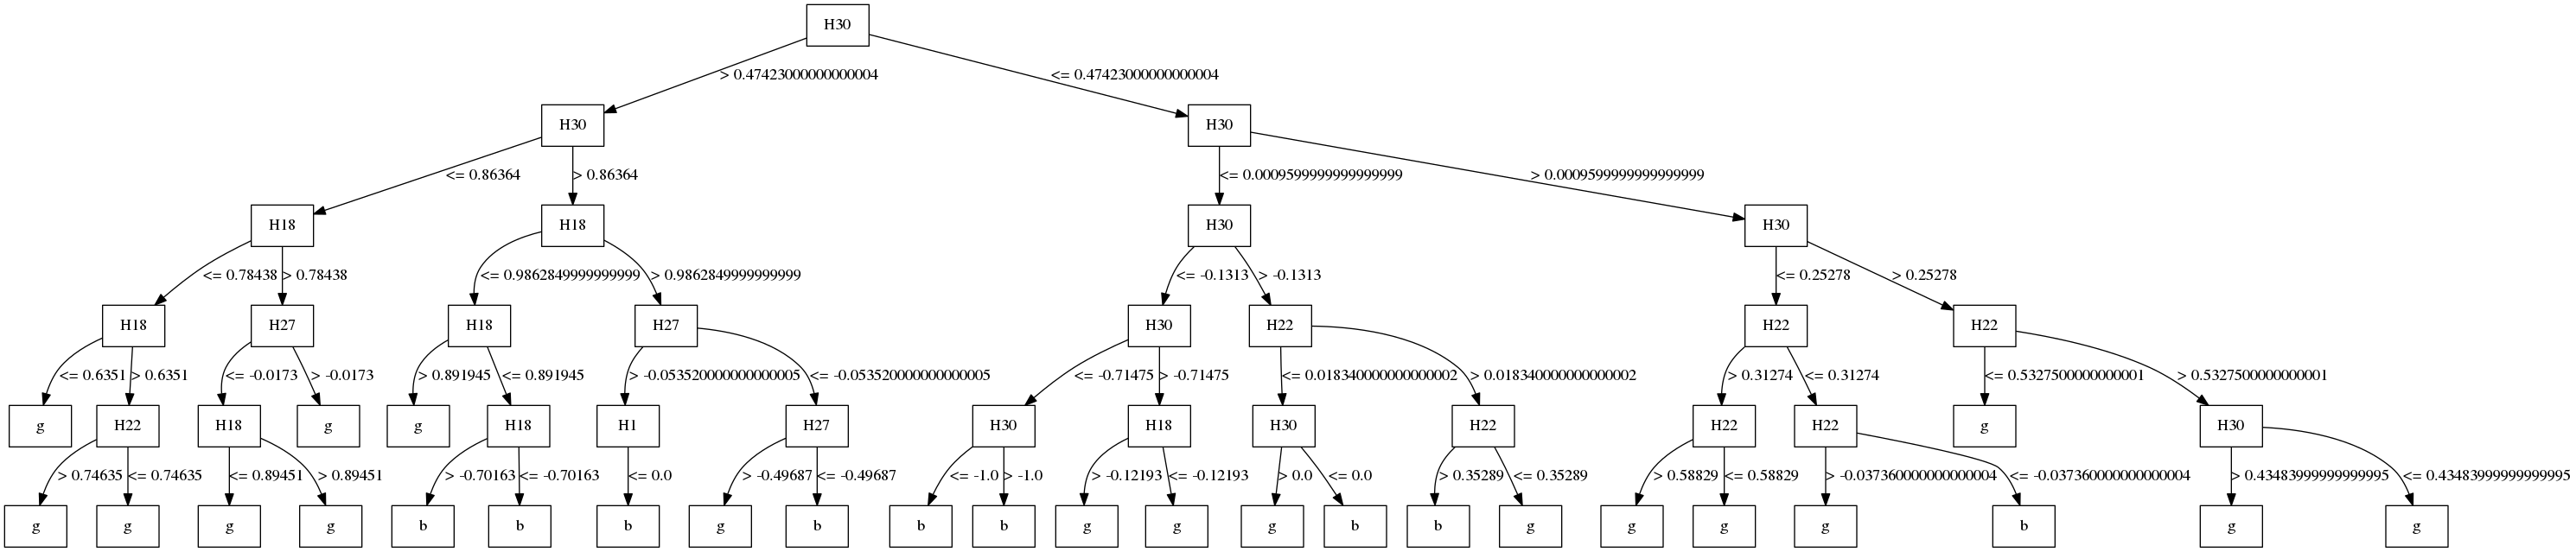 H30
> 0.47423000000000004 <= 0.47423000000000004
H30 H30
<= 0.86364 > 0.86364 <= 0.0009599999999999999 > 0.0009599999999999999
H18 H18 H30 H30
<= 0.78438 > 0.78438 <= 0.9862849999999999 > 0.9862849999999999 <= -0.1313 > -0.1313 <= 0.25278 > 0.25278
H18 H27 H18 H27 H30 H22 H22 H22
<= 0.6351 > 0.6351 <= -0.0173 > -0.0173 > 0.891945 <= 0.891945 > -0.053520000000000005 <= -0.053520000000000005 <= -0.71475 > -0.71475 <= 0.018340000000000002 > 0.018340000000000002 > 0.31274 <= 0.31274 <= 0.5327500000000001 > 0.5327500000000001
g H22 H18 g g H18 H1 H27 H30 H18 H30 H22 H22 H22 g H30
> 0.74635 <= 0.74635 <= 0.89451 > 0.89451 > -0.70163 <= -0.70163 <= 0.0 > -0.49687 <= -0.49687 <= -1.0 > -1.0 > -0.12193 <= -0.12193 > 0.0 <= 0.0 > 0.35289 <= 0.35289 > 0.58829 <= 0.58829 > -0.037360000000000004 <= -0.037360000000000004 > 0.43483999999999995 <= 0.43483999999999995
g g g g b b b g b b b g g g b b g g g g b g g